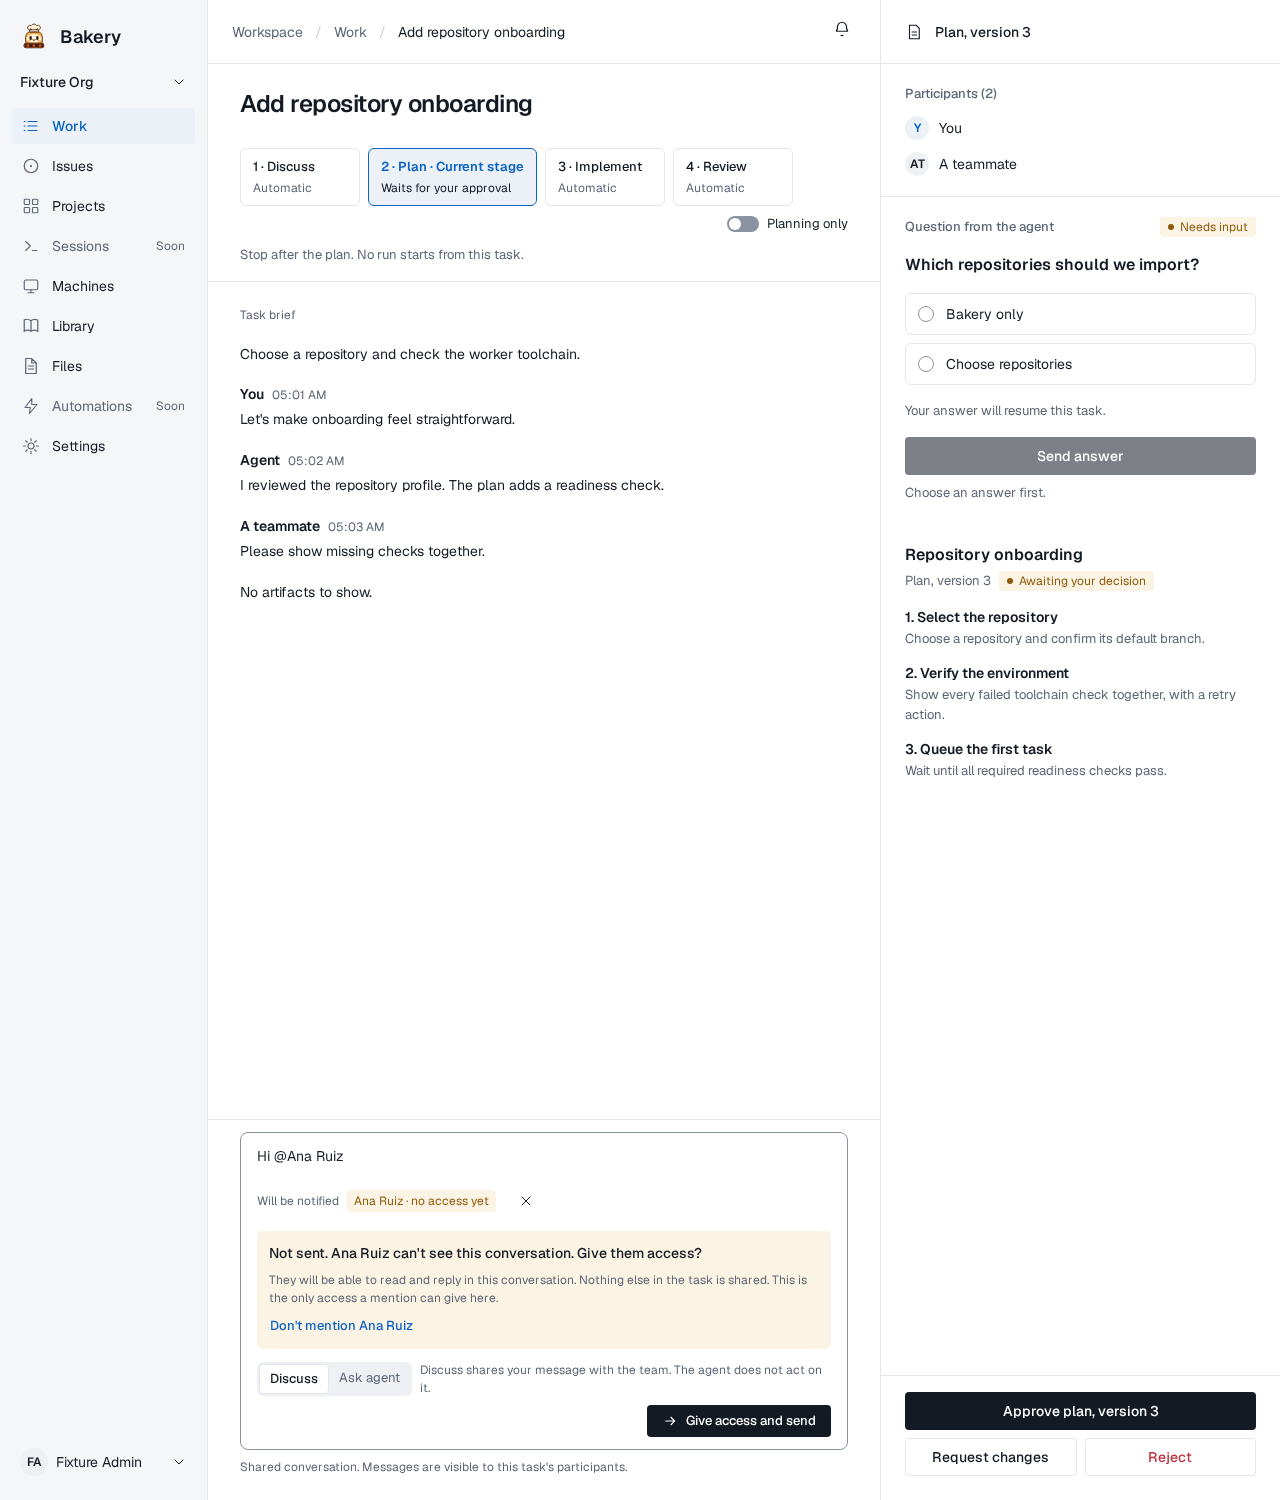 Bakery
Fixture Org
Work
Issues
Projects
Sessions Soon
Machines
Library
Files
Automations Soon
Settings
FA Fixture Admin
Workspace / Work / Add repository onboarding
Add repository onboarding
1 · Discuss
Automatic
2 · Plan · Current stage
Waits for your approval
3 · Implement
Automatic
4 · Review
Automatic
Planning only
Stop after the plan. No run starts from this task.
Task brief
Choose a repository and check the worker toolchain.
You 05:01 AM
Let's make onboarding feel straightforward.
Agent 05:02 AM
I reviewed the repository profile. The plan adds a readiness check.
A teammate 05:03 AM
Please show missing checks together.
No artifacts to show.
Hi @Ana Ruiz
Will be notified Ana Ruiz · no access yet
Not sent. Ana Ruiz can't see this conversation. Give them access?
They will be able to read and reply in this conversation. Nothing else in the task is shared. This is
the only access a mention can give here.
Don't mention Ana Ruiz
Discuss Ask agent
Discuss shares your message with the team. The agent does not act on
it.
Give access and send
Shared conversation. Messages are visible to this task's participants.
Plan, version 3
Participants (2)
Y You
AT A teammate
Question from the agent Needs input
Which repositories should we import?
Bakery only
Choose repositories
Your answer will resume this task.
Send answer
Choose an answer first.
Repository onboarding
Plan, version 3 Awaiting your decision
1. Select the repository
Choose a repository and confirm its default branch.
2. Verify the environment
Show every failed toolchain check together, with a retry
action.
3. Queue the first task
Wait until all required readiness checks pass.
Approve plan, version 3
Request changes
Reject